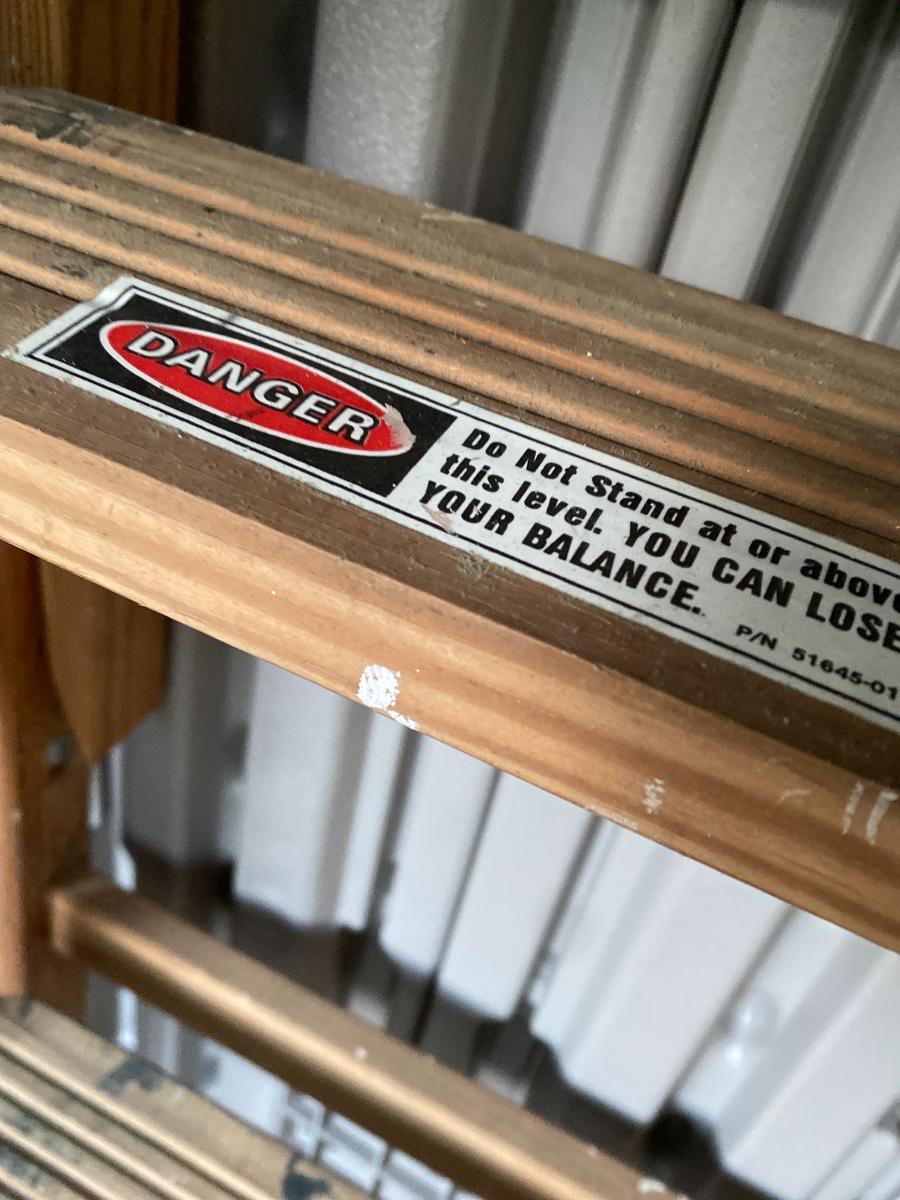 DANGER
Do Not Stand at or above
this level. YOU CAN LOSE
YOUR BALANCE.
P/N 51645-01